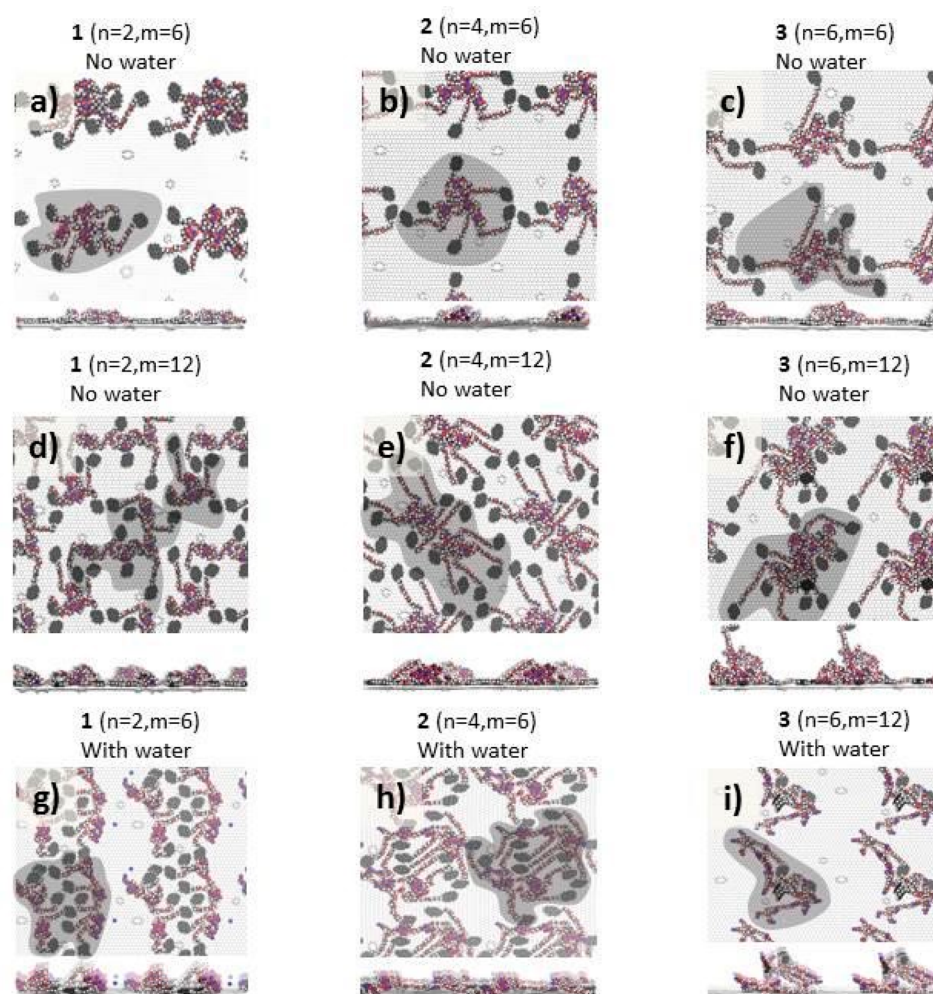 1 (n=2,m=6)
No water
2 (n=4,m=6)
No water
3 (n=6,m=6)
No water
a)
b)
c)
1 (n=2,m=12)
No water
2 (n=4,m=12)
No water
3 (n=6,m=12)
No water
d)
e)
f)
1 (n=2,m=6)
With water
2 (n=4,m=6)
With water
3 (n=6,m=12)
With water
g)
h)
i)